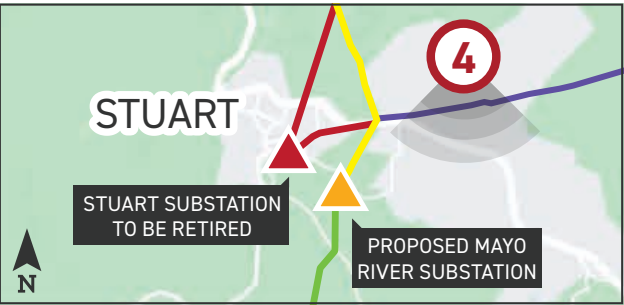 4
STUART
STUART SUBSTATION
TO BE RETIRED
PROPOSED MAYO
RIVER SUBSTATION
N